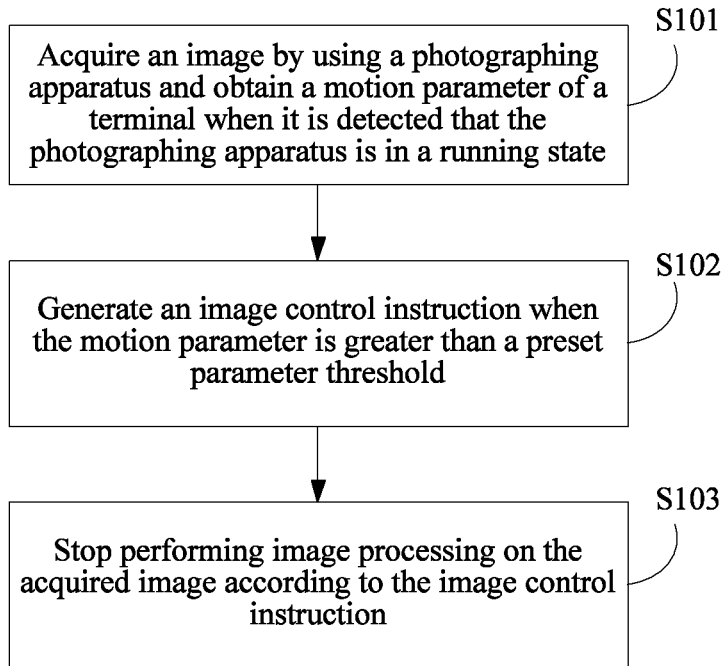 S101
Acquire an image by using a photographing
apparatus and obtain a motion parameter of a
terminal when it is detected that the
photographing apparatus is in a running state
S102
Generate an image control instruction when
the motion parameter is greater than a preset
parameter threshold
S103
Stop performing image processing on the
acquired image according to the image control
instruction